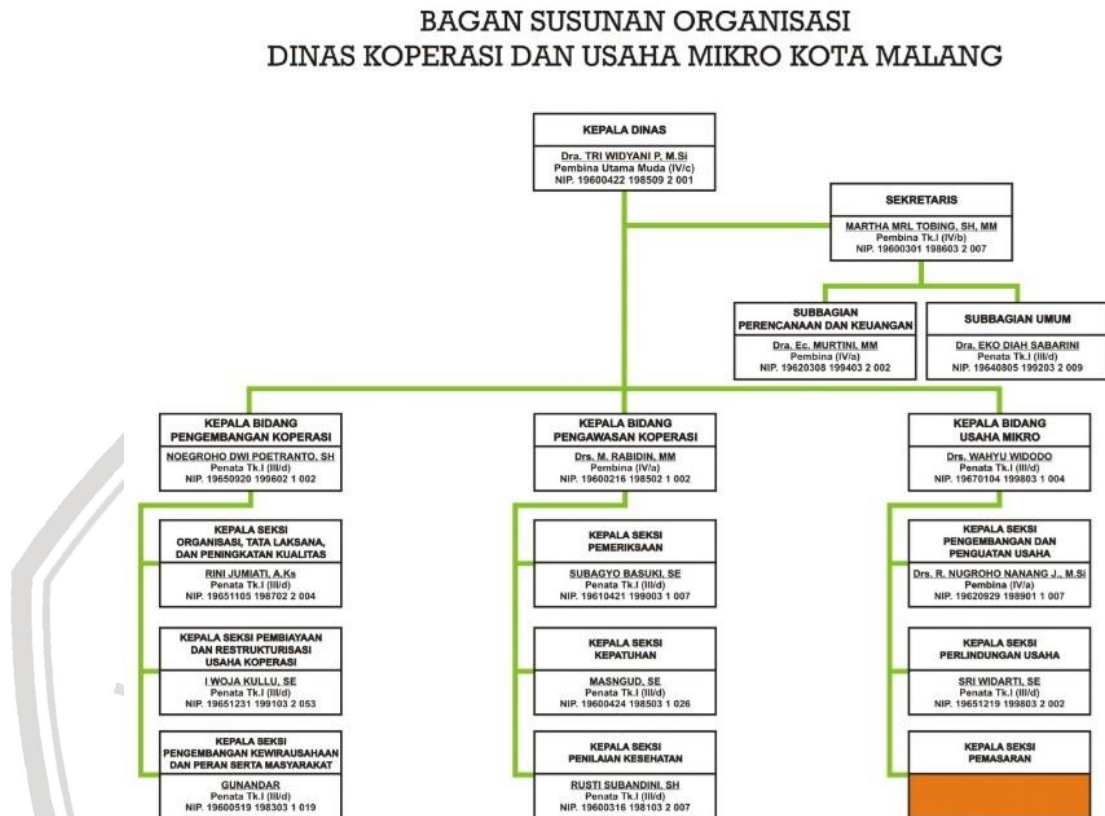 BAGAN SUSUNAN ORGANISASI
DINAS KOPERASI DAN USAHA MIKRO KOTA MALANG
KEPALA DINAS
Dra. TRI WIDYANI P, M.Si
Pembina Utama Muda (IV/c)
NIP. 19600422 198509 2 001
SEKRETARIS
MARTHA MRL TOBING, SH, MM
Pembina Tk.I (IV/b)
NIP. 19600301 198603 2 007
SUBBAGIAN
PERENCANAAN DAN KEUANGAN
Dra. Ec. MURTINI, MM
Pembina (IV/a)
NIP. 19620308 199403 2 002
SUBBAGIAN UMUM
Dra. EKO DIAH SABARINI
Penata Tk.I (III/d)
NIP. 19640805 199203 2 009
KEPALA BIDANG
PENGEMBANGAN KOPERASI
NOEGROHO DWI POETRANTO, SH
Penata Tk.I (III/d)
NIP. 19650920 199602 1 002
KEPALA SEKSI
ORGANISASI, TATA LAKSANA,
DAN PENINGKATAN KUALITAS
RINI JUMIATI, A.Ks
Penata Tk.I (III/d)
NIP. 19651105 198702 2 004
KEPALA SEKSI PEMBIAYAAN
DAN RESTRUKTURISASI
USAHA KOPERASI
I WOJA KULLU, SE
Penata Tk.I (III/d)
NIP. 19651231 199103 2 053
KEPALA SEKSI
PENGEMBANGAN KEWIRAUSAHAAN
DAN PERAN SERTA MASYARAKAT
GUNANDAR
Penata Tk.I (III/d)
NIP. 19600519 198303 1 019
KEPALA BIDANG
PENGAWASAN KOPERASI
Drs. M. RABIDIN, MM
Pembina (IV/a)
NIP. 19600216 198502 1 002
KEPALA SEKSI
PEMERIKSAAN
SUBAGYO BASUKI, SE
Penata Tk.I (III/d)
NIP. 19610421 199003 1 007
KEPALA SEKSI
KEPATUHAN
MASNGUD, SE
Penata Tk.I (III/d)
NIP. 19600424 198503 1 026
KEPALA SEKSI
PENILAIAN KESEHATAN
RUSTI SUBANDINI, SH
Penata Tk.I (III/d)
NIP. 19600316 198103 2 007
KEPALA BIDANG
USAHA MIKRO
Drs. WAHYU WIDODO
Penata Tk.I (III/d)
NIP. 19670104 199803 1 004
KEPALA SEKSI
PENGEMBANGAN DAN
PENGUATAN USAHA
Drs. R. NUGROHO NANANG J., M.Si
Pembina (IV/a)
NIP. 19620929 198901 1 007
KEPALA SEKSI
PERLINDUNGAN USAHA
SRI WIDARTI, SE
Penata Tk.I (III/d)
NIP. 19651219 199803 2 002
KEPALA SEKSI
PEMASARAN